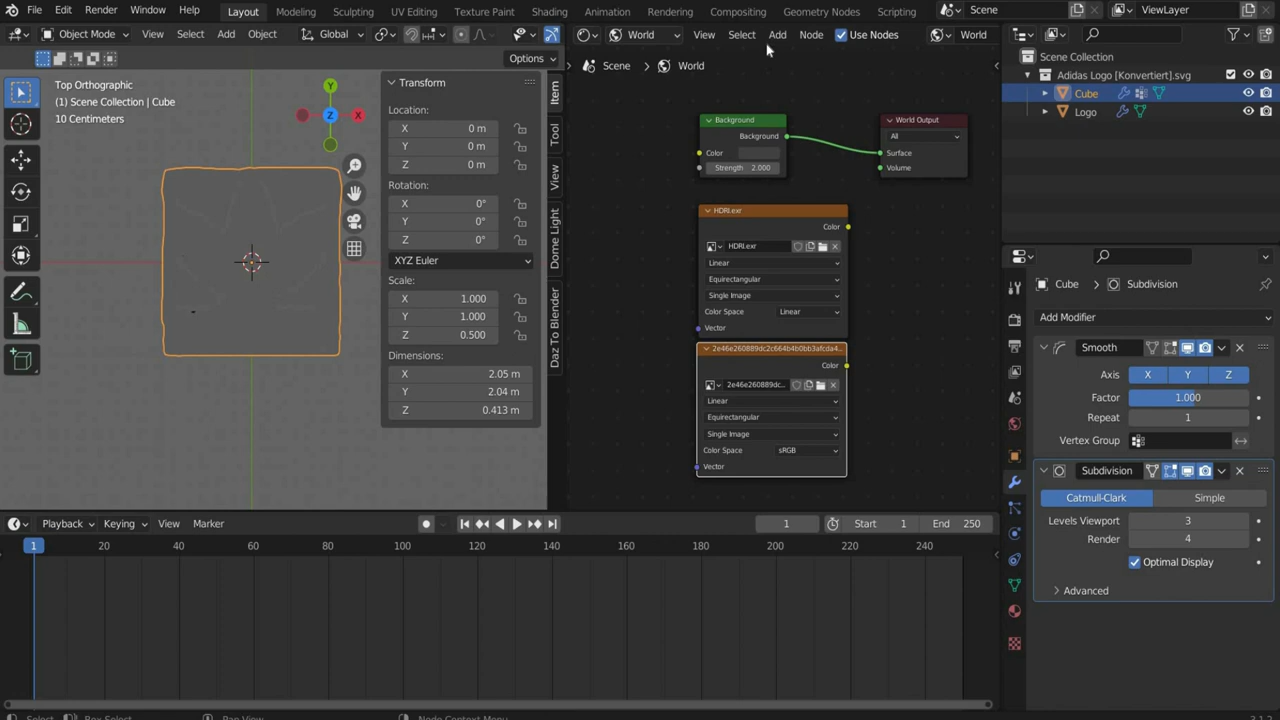 File Edit Render Window Help Layout Modeling Sculpting UV Editing Texture Paint Shading Animation Rendering Compositing Geometry Nodes Scripting Scene ViewLayer
Object Mode View Select Add Object World View Select Add Node Use Nodes World
Options
Scene World
Top Orthographic
(1) Scene Collection | Cube
10 Centimeters
Y
Z
X
Transform
Location:
X 0 m
Y 0 m
Z 0 m
Rotation:
X 0°
Y 0°
Z 0°
XYZ Euler
Scale:
X 1.000
Y 1.000
Z 0.500
Dimensions:
X 2.05 m
Y 2.04 m
Z 0.413 m
Item
Tool
View
Dome Light
Daz To Blender
Background
Background
Color
Strength 2.000
World Output
All
Surface
Volume
HDRI.exr
Color
HDRI.exr
Linear
Equirectangular
Single Image
Color Space Linear
Vector
2e46e260889dc2c664b4b0bb3afcda4...
Color
2e46e260889dc...
Linear
Equirectangular
Single Image
Color Space sRGB
Vector
Scene Collection
Adidas Logo [Konvertiert].svg
Cube
Logo
Cube Subdivision
Add Modifier
Smooth
Axis X Y Z
Factor 1.000
Repeat 1
Vertex Group
Subdivision
Catmull-Clark Simple
Levels Viewport 3
Render 4
Optimal Display
Advanced
Playback Keying View Marker 1 Start 1 End 250
1 20 40 60 80 100 120 140 160 180 200 220 240